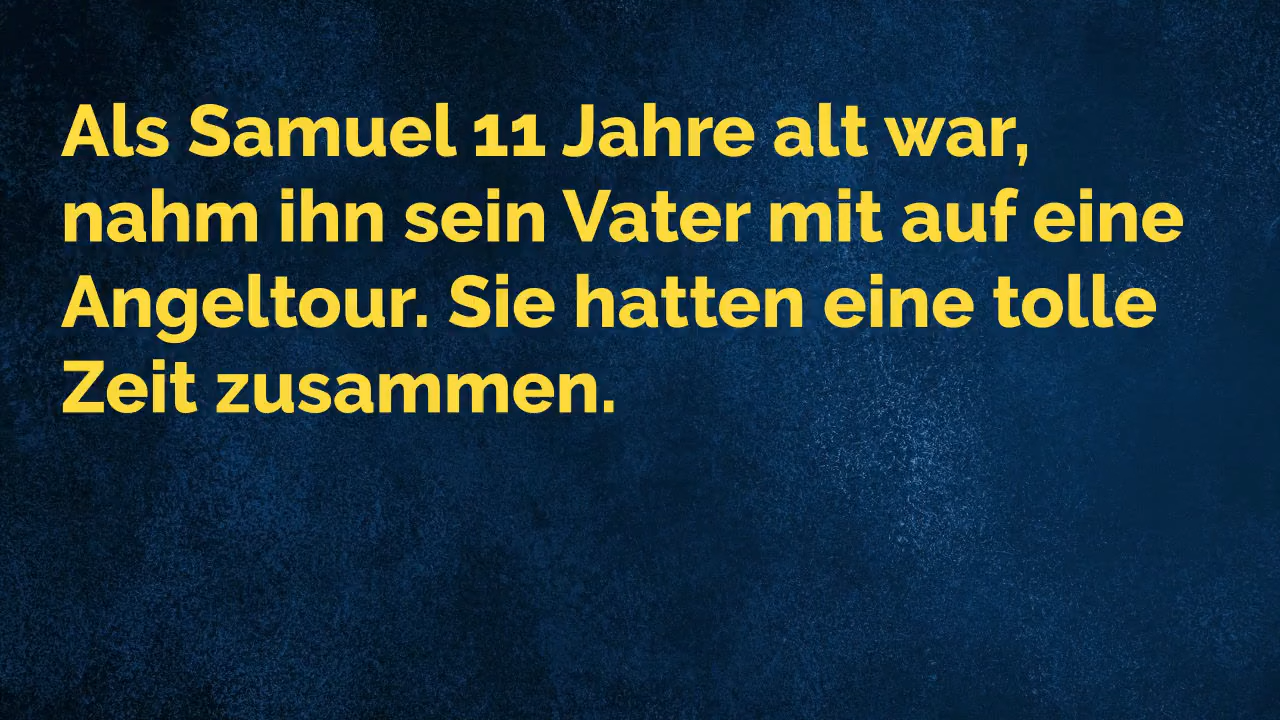 Als Samuel 11 Jahre alt war,
nahm ihn sein Vater mit auf eine
Angeltour. Sie hatten eine tolle
Zeit zusammen.